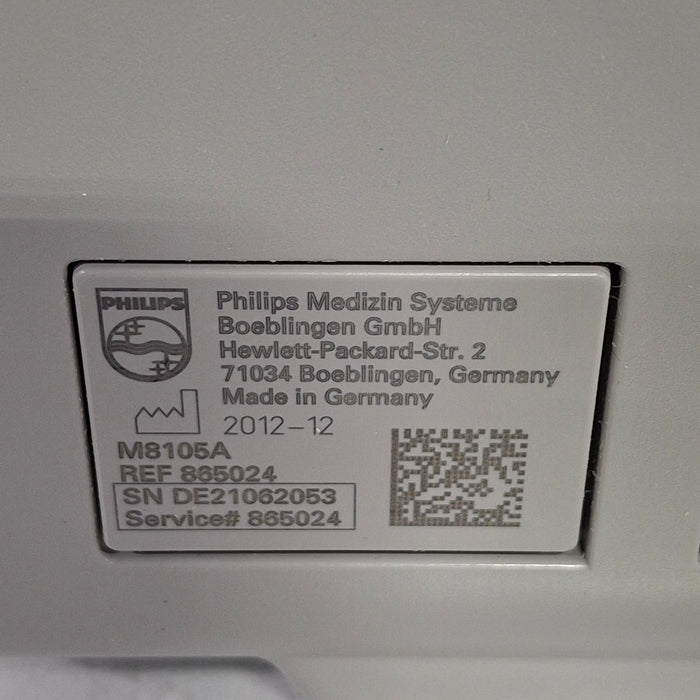 PHILIPS
Philips Medizin Systeme
Boeblingen GmbH
Hewlett-Packard-Str. 2
71034 Boeblingen, Germany
Made in Germany
2012-12
M8105A
REF 865024
SN DE21062053
Service# 865024